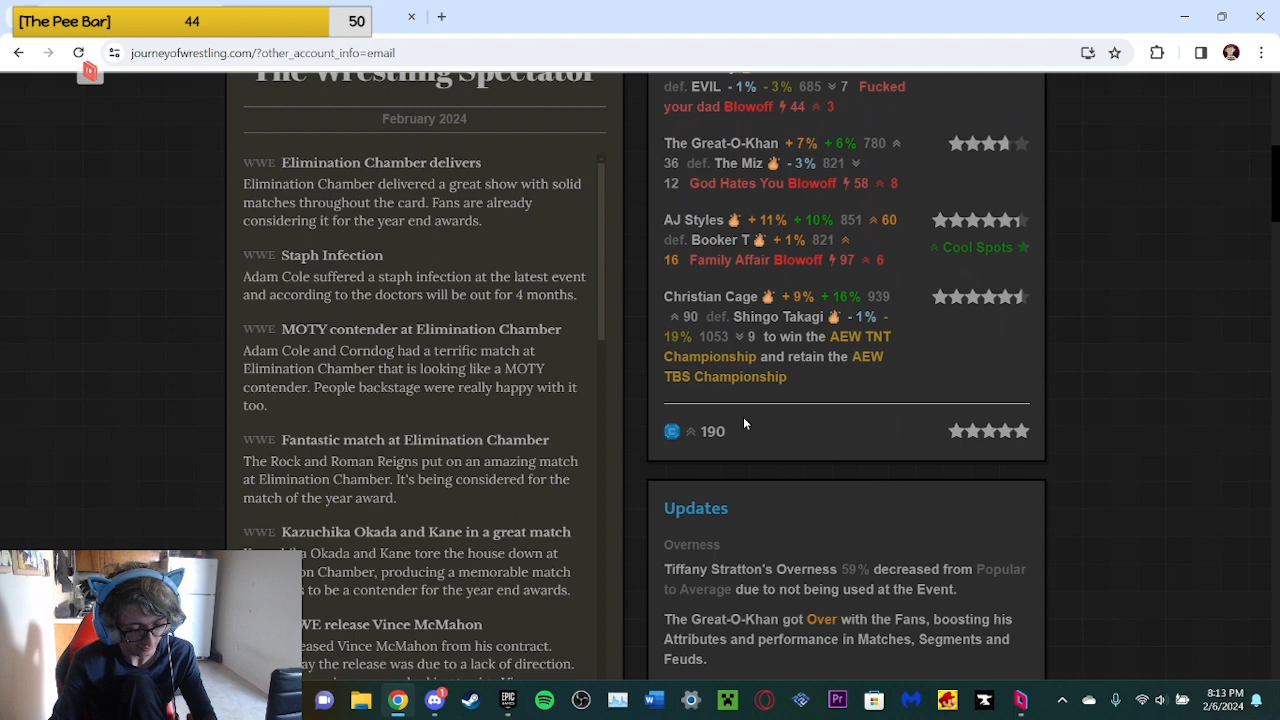 [The Pee Bar] 44 50
journeyofwrestling.com/?other_account_info=email
The Wrestling Spectator
February 2024
WWE Elimination Chamber delivers
Elimination Chamber delivered a great show with solid
matches throughout the card. Fans are already
considering it for the year end awards.
WWE Staph Infection
Adam Cole suffered a staph infection at the latest event
and according to the doctors will be out for 4 months.
WWE MOTY contender at Elimination Chamber
Adam Cole and Corndog had a terrific match at
Elimination Chamber that is looking like a MOTY
contender. People backstage were really happy with it
too.
WWE Fantastic match at Elimination Chamber
The Rock and Roman Reigns put on an amazing match
at Elimination Chamber. It's being considered for the
match of the year award.
WWE Kazuchika Okada and Kane in a great match
Okada and Kane tore the house down at
Chamber, producing a memorable match
to be a contender for the year end awards.
WE release Vince McMahon
eased Vince McMahon from his contract.
ay the release was due to a lack of direction.
def. EVIL - 1% - 3% 685 7 Fucked
your dad Blowoff 44 3
The Great-O-Khan + 7% + 6% 780
36 def. The Miz - 3% 821
12 God Hates You Blowoff 58 8
AJ Styles + 11% + 10% 851 60
def. Booker T + 1% 821
16 Family Affair Blowoff 97 6
Cool Spots
Christian Cage + 9% + 16% 939
90 def. Shingo Takagi - 1% -
19% 1053 9 to win the AEW TNT
Championship and retain the AEW
TBS Championship
C 190
Updates
Overness
Tiffany Stratton's Overness 59% decreased from Popular
to Average due to not being used at the Event.
The Great-O-Khan got Over with the Fans, boosting his
Attributes and performance in Matches, Segments and
Feuds.
1
EPIC
GAMES
W
Pr
8:13 PM
2/6/2024